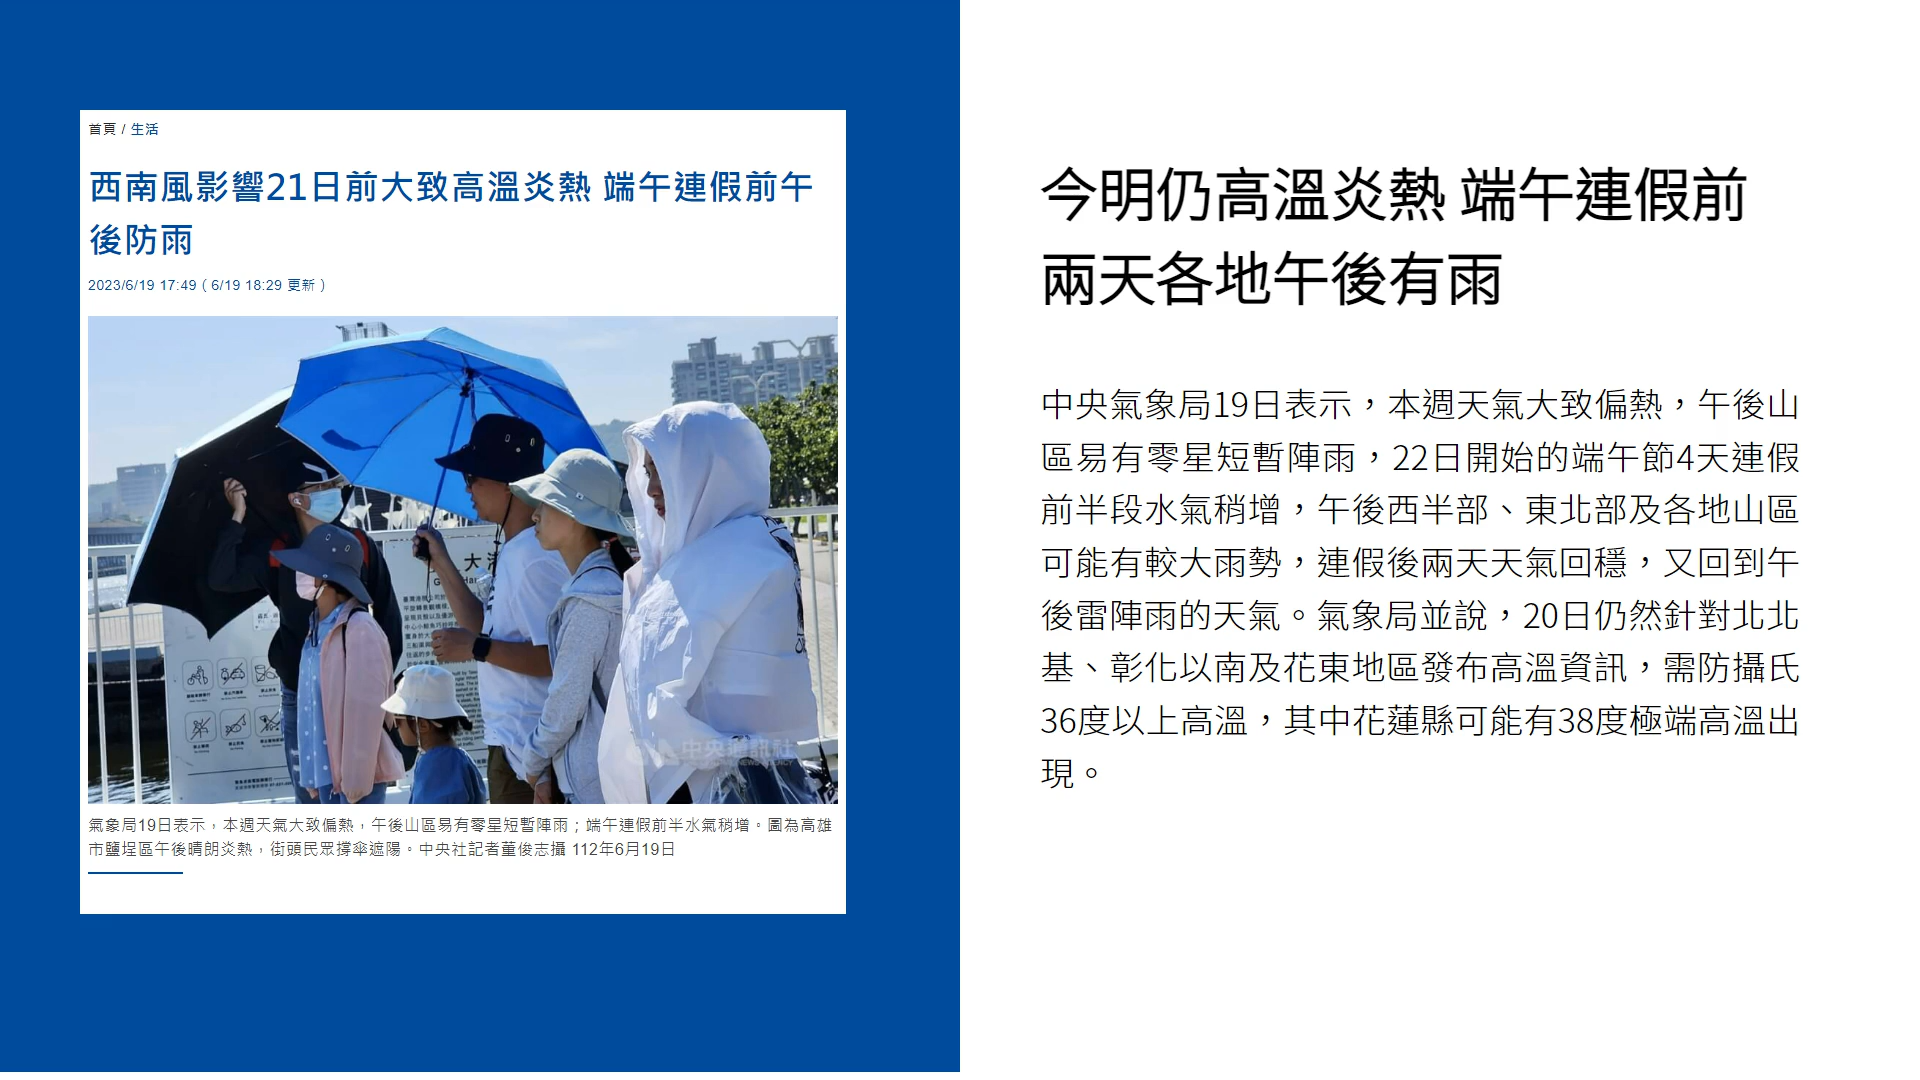 首頁 / 生活
西南風影響21日前大致高溫炎熱 端午連假前午
後防雨
2023/6/19 17:49（6/19 18:29 更新）
大港
中央通訊社
氣象局19日表示，本週天氣大致偏熱，午後山區易有零星短暫陣雨；端午連假前半水氣稍增。圖為高雄
市鹽埕區午後晴朗炎熱，街頭民眾撐傘遮陽。中央社記者董俊志攝 112年6月19日
今明仍高溫炎熱 端午連假前
兩天各地午後有雨
中央氣象局19日表示，本週天氣大致偏熱，午後山
區易有零星短暫陣雨，22日開始的端午節4天連假
前半段水氣稍增，午後西半部、東北部及各地山區
可能有較大雨勢，連假後兩天天氣回穩，又回到午
後雷陣雨的天氣。氣象局並說，20日仍然針對北北
基、彰化以南及花東地區發布高溫資訊，需防攝氏
36度以上高溫，其中花蓮縣可能有38度極端高溫出
現。